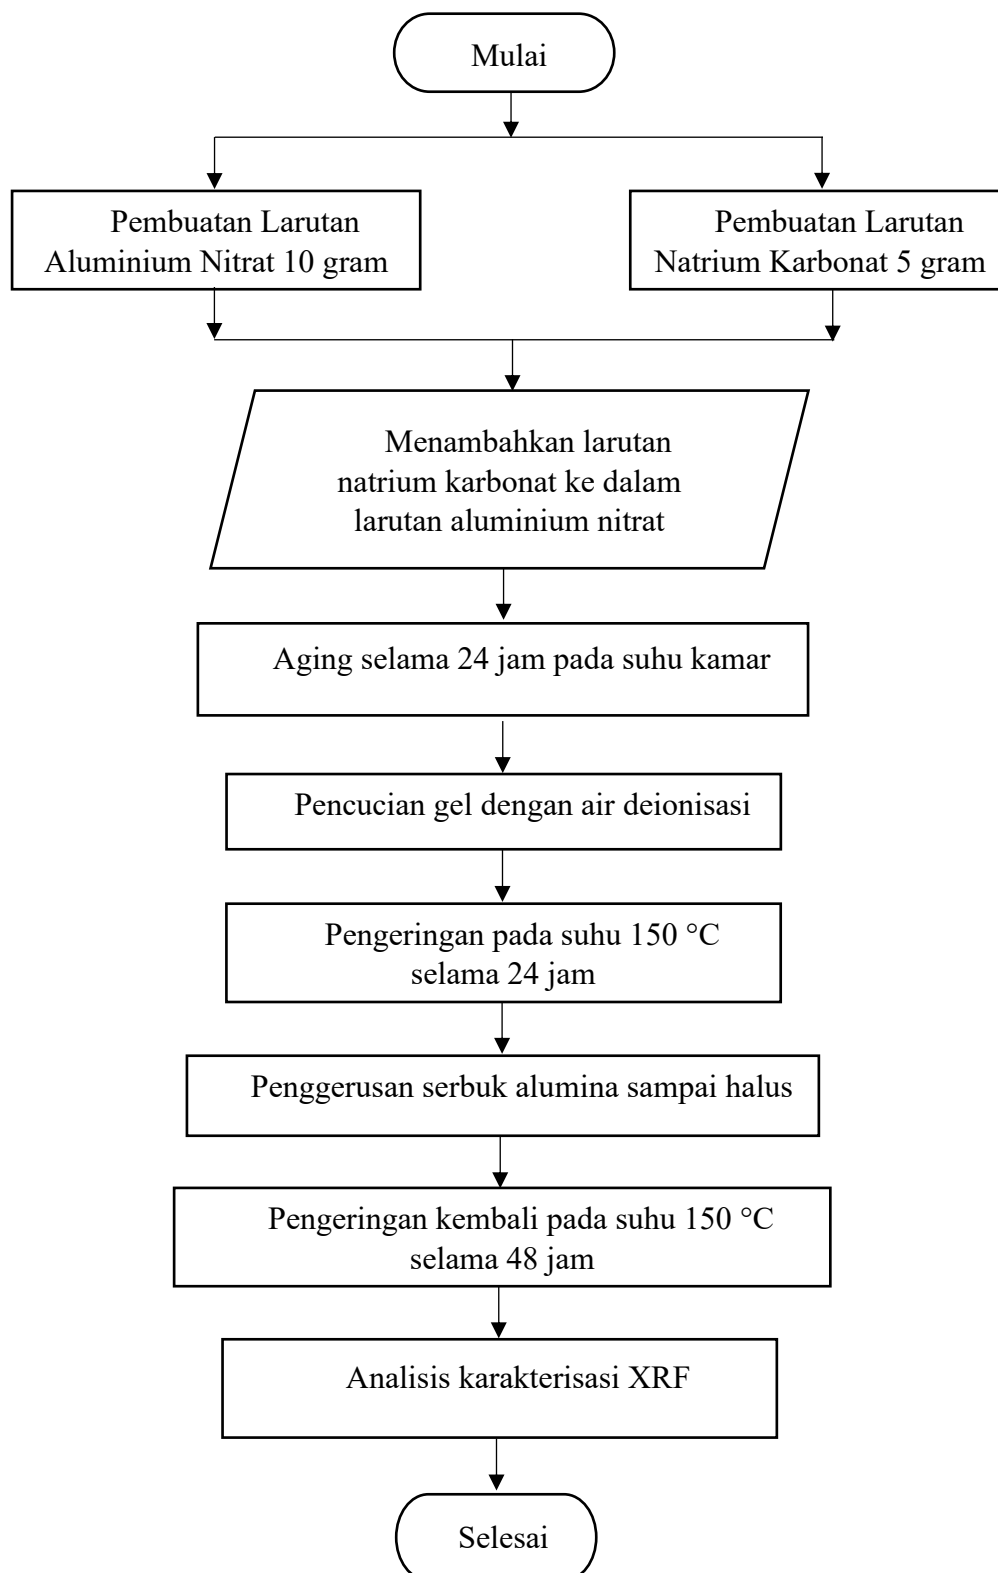 Mulai
Pembuatan Larutan
Aluminium Nitrat 10 gram
Pembuatan Larutan
Natrium Karbonat 5 gram
Menambahkan larutan
natrium karbonat ke dalam
larutan aluminium nitrat
Aging selama 24 jam pada suhu kamar
Pencucian gel dengan air deionisasi
Pengeringan pada suhu 150 °C
selama 24 jam
Penggerusan serbuk alumina sampai halus
Pengeringan kembali pada suhu 150 °C
selama 48 jam
Analisis karakterisasi XRF
Selesai